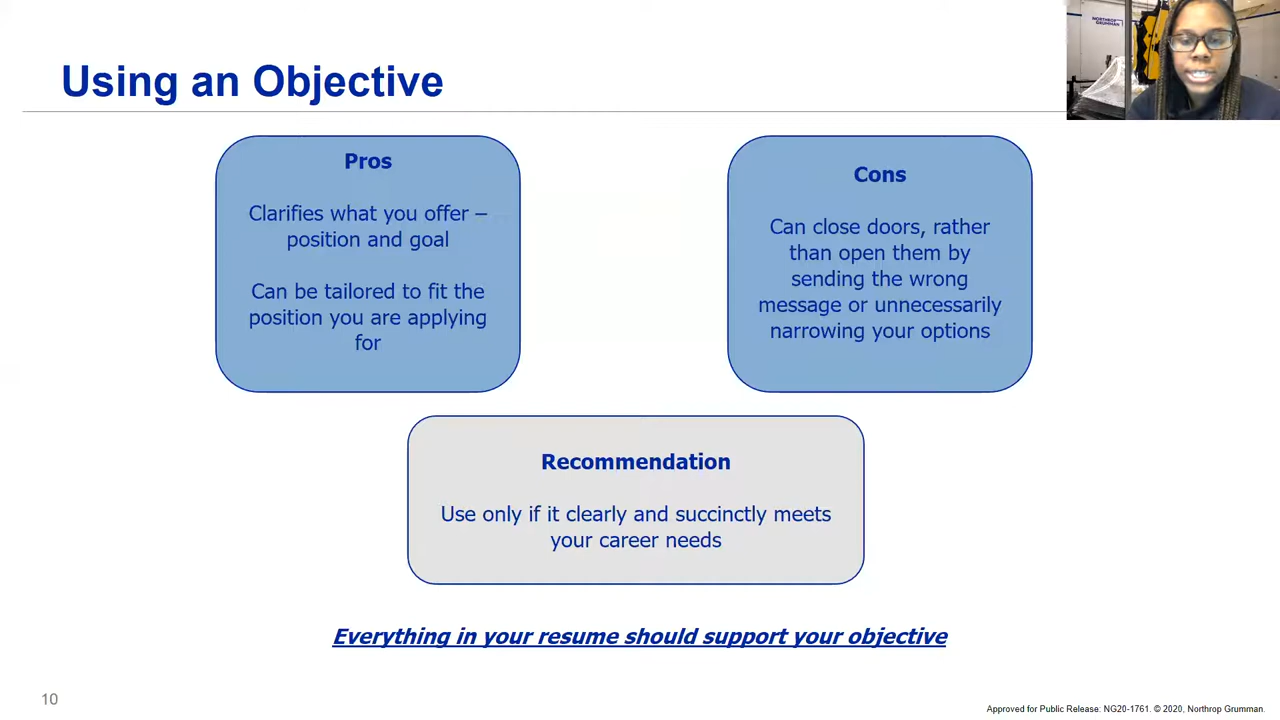 Using an Objective
NORTHROP
GRUMMAN
Pros
Clarifies what you offer –
position and goal
Can be tailored to fit the
position you are applying
for
Cons
Can close doors, rather
than open them by
sending the wrong
message or unnecessarily
narrowing your options
Recommendation
Use only if it clearly and succinctly meets
your career needs
Everything in your resume should support your objective
10
Approved for Public Release: NG20-1761. © 2020, Northrop Grumman.